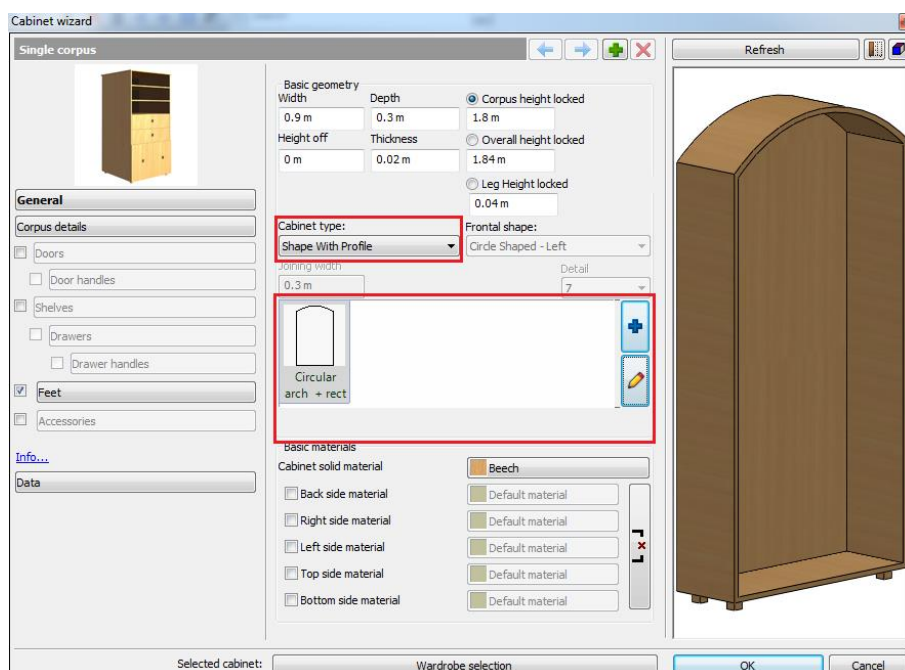 Cabinet wizard
Single corpus
Refresh
General
Corpus details
Doors
Door handles
Shelves
Drawers
Drawer handles
Feet
Accessories
Info...
Data
Basic geometry
Width Depth Corpus height locked
0.9 m 0.3 m 1.8 m
Height off Thickness Overall height locked
0 m 0.02 m 1.84 m
Leg Height locked
0.04 m
Cabinet type: Frontal shape:
Shape With Profile Circle Shaped - Left
Joining width Detail
0.3 m 7
Circular
arch + rect
Basic materials
Cabinet solid material Beech
Back side material Default material
Right side material Default material
Left side material Default material
Top side material Default material
Bottom side material Default material
Selected cabinet: Wardrobe selection OK Cancel